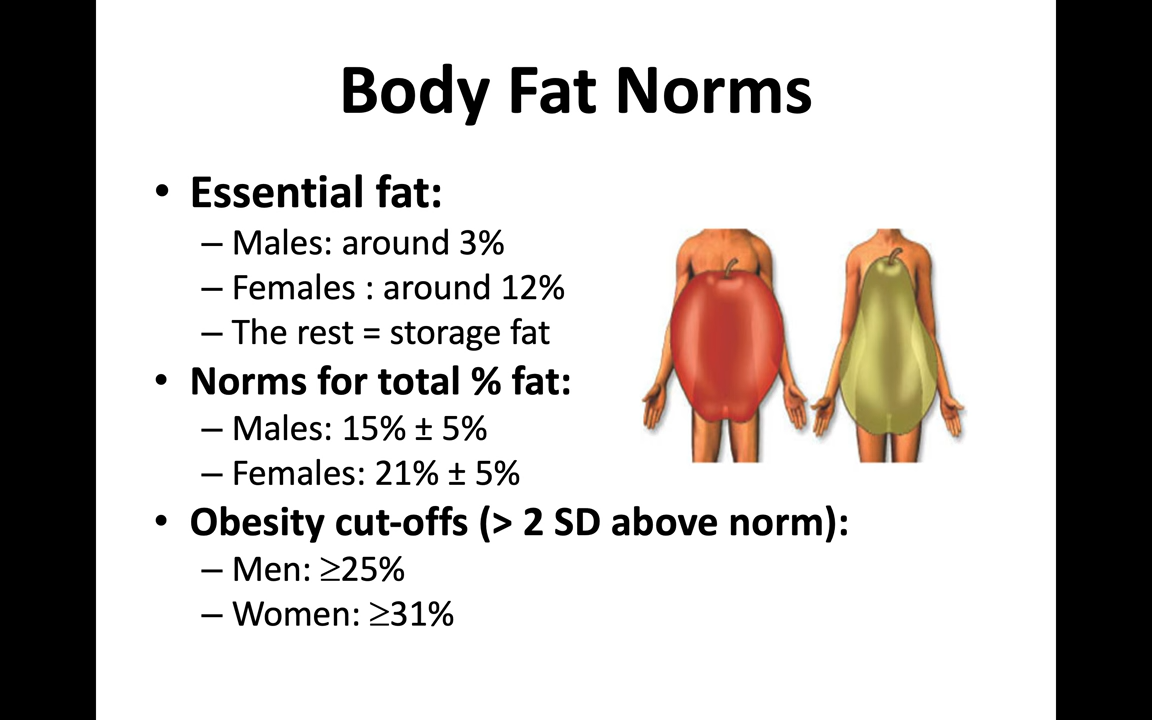 Body Fat Norms
• Essential fat:
– Males: around 3%
– Females : around 12%
– The rest = storage fat
• Norms for total % fat:
– Males: 15% ± 5%
– Females: 21% ± 5%
• Obesity cut-offs (> 2 SD above norm):
– Men: ≥25%
– Women: ≥31%